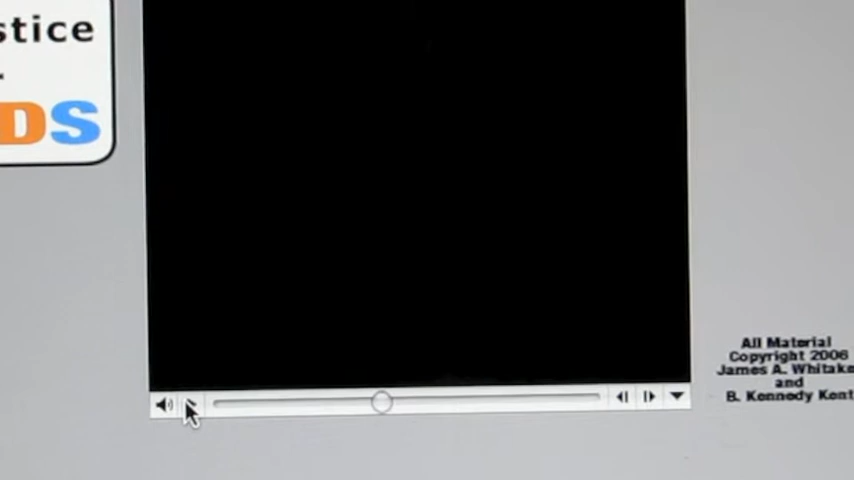 stice
DS
All Material
Copyright 2006
James A. Whitake
and
B. Kennedy Kent